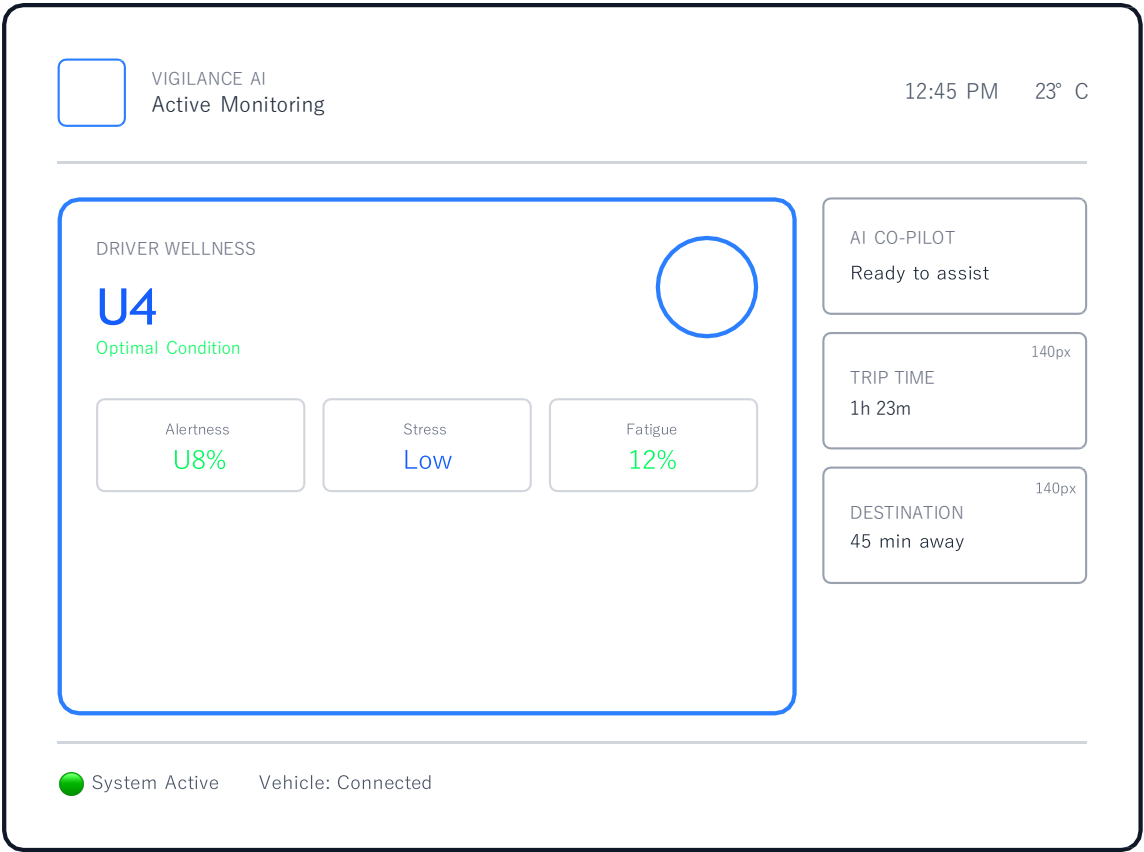 VIGILANCE AI
Active Monitoring
12:45 PM
23° C
DRIVER WELLNESS
U4
Optimal Condition
Alertness
U8%
Stress
Low
Fatigue
12%
AI CO-PILOT
Ready to assist
140px
TRIP TIME
1h 23m
140px
DESTINATION
45 min away
System Active
Vehicle: Connected